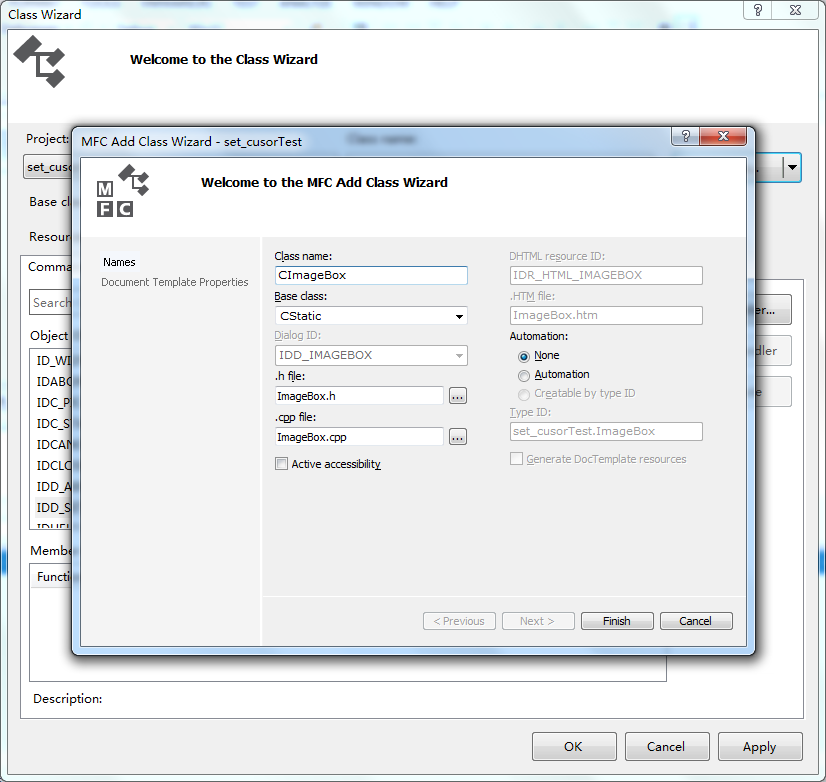 Class Wizard
Welcome to the Class Wizard
Project:
MFC Add Class Wizard - set_cusorTest
Class name:
Welcome to the MFC Add Class Wizard
M
F C
Names
Document Template Properties
Class name:
CImageBox
Base class:
CStatic
Dialog ID:
IDD_IMAGEBOX
.h file:
ImageBox.h
...
.cpp file:
ImageBox.cpp
...
Active accessibility
DHTML resource ID:
IDR_HTML_IMAGEBOX
.HTM file:
ImageBox.htm
Automation:
None
Automation
Creatable by type ID
Type ID:
set_cusorTest.ImageBox
Generate DocTemplate resources
< Previous
Next >
Finish
Cancel
set_cuso
Base cl
Resour
Comma
Search
Object
ID_WI
IDABC
IDC_P
IDC_S
IDCAN
IDCLO
IDD_A
IDD_S
Membe
Functi
er...
dler
e
Description:
OK
Cancel
Apply